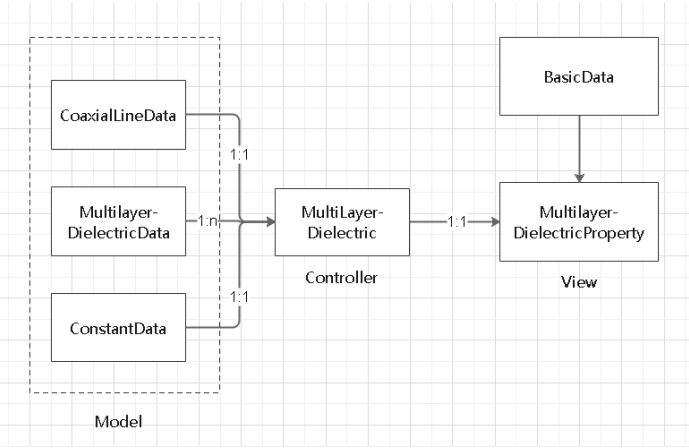 BasicData
CoaxialLineData
1:1
Multilayer-
DielectricData
1:n
MultiLayer-
Dielectric
1:1
Multilayer-
DielectricProperty
Controller
View
1:1
ConstantData
Model